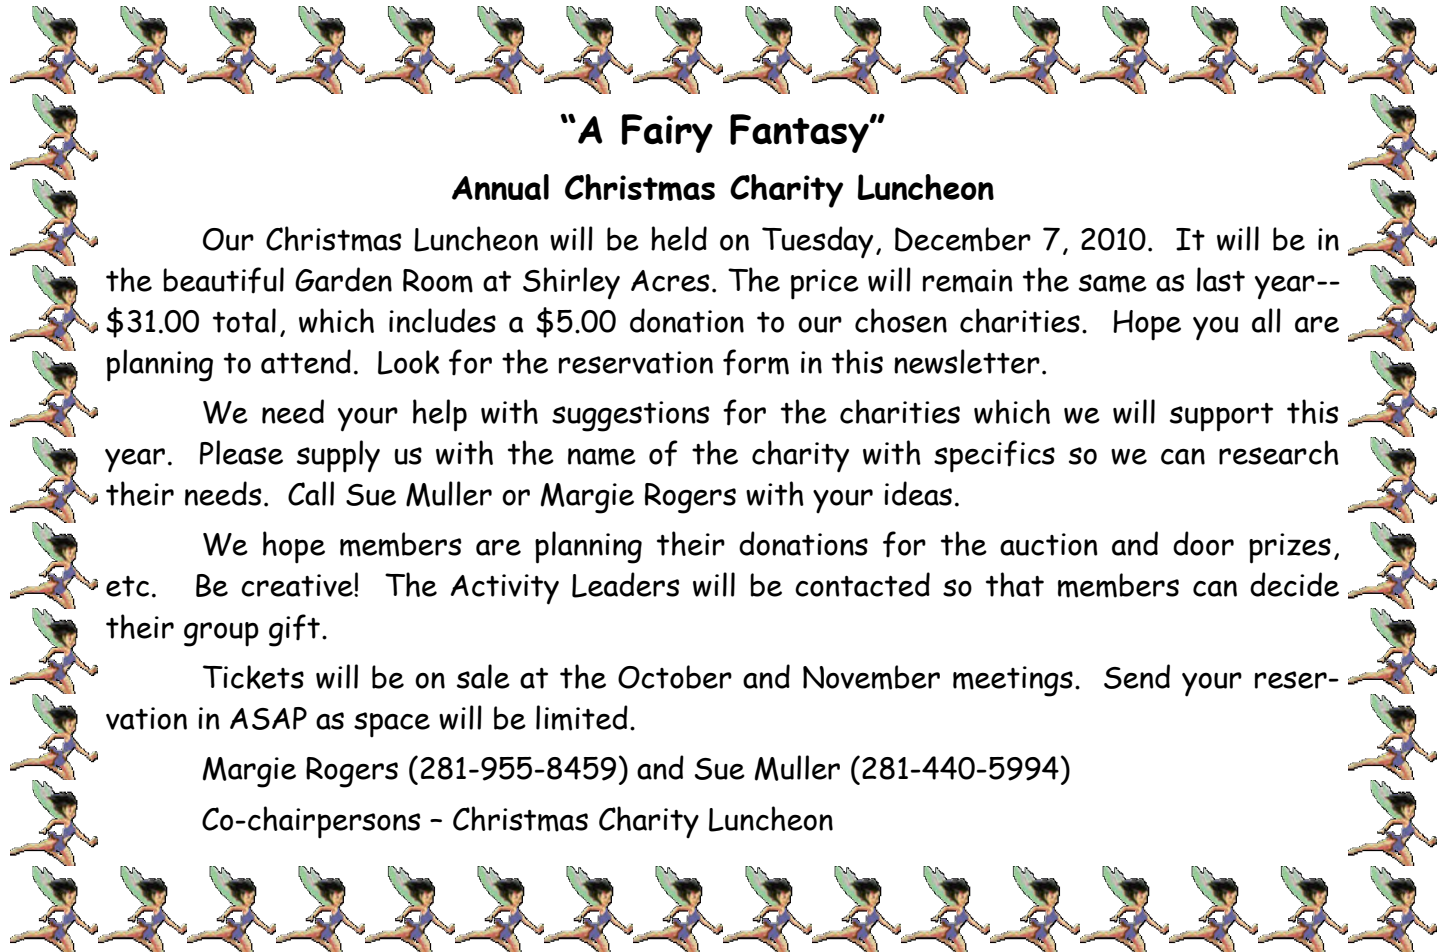 “A Fairy Fantasy”
Annual Christmas Charity Luncheon
Our Christmas Luncheon will be held on Tuesday, December 7, 2010.  It will be in
the beautiful Garden Room at Shirley Acres. The price will remain the same as last year--
$31.00 total, which includes a $5.00 donation to our chosen charities.  Hope you all are
planning to attend.  Look for the reservation form in this newsletter.
We need your help with suggestions for the charities which we will support this
year.  Please supply us with the name of the charity with specifics so we can research
their needs.  Call Sue Muller or Margie Rogers with your ideas.
We hope members are planning their donations for the auction and door prizes,
etc.   Be creative!  The Activity Leaders will be contacted so that members can decide
their group gift.
Tickets will be on sale at the October and November meetings.  Send your reser-
vation in ASAP as space will be limited.
Margie Rogers (281-955-8459) and Sue Muller (281-440-5994)
Co-chairpersons – Christmas Charity Luncheon